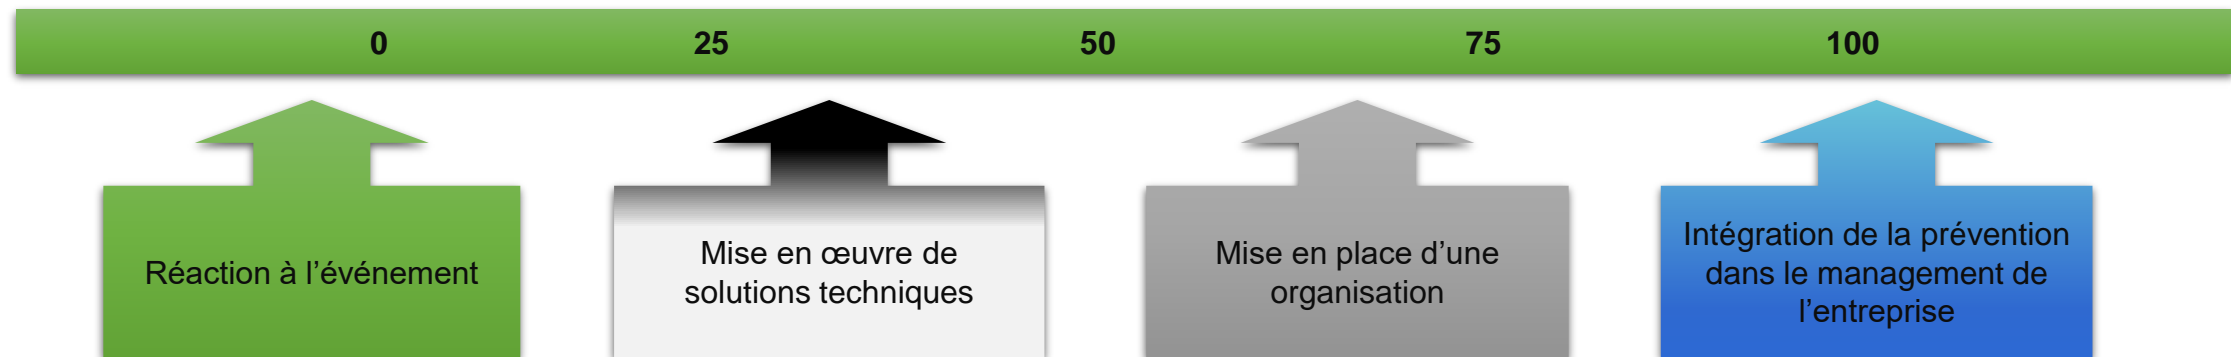 0 25 50 75 100
Réaction à l’événement
Mise en œuvre de
solutions techniques
Mise en place d’une
organisation
Intégration de la prévention
dans le management de
l’entreprise